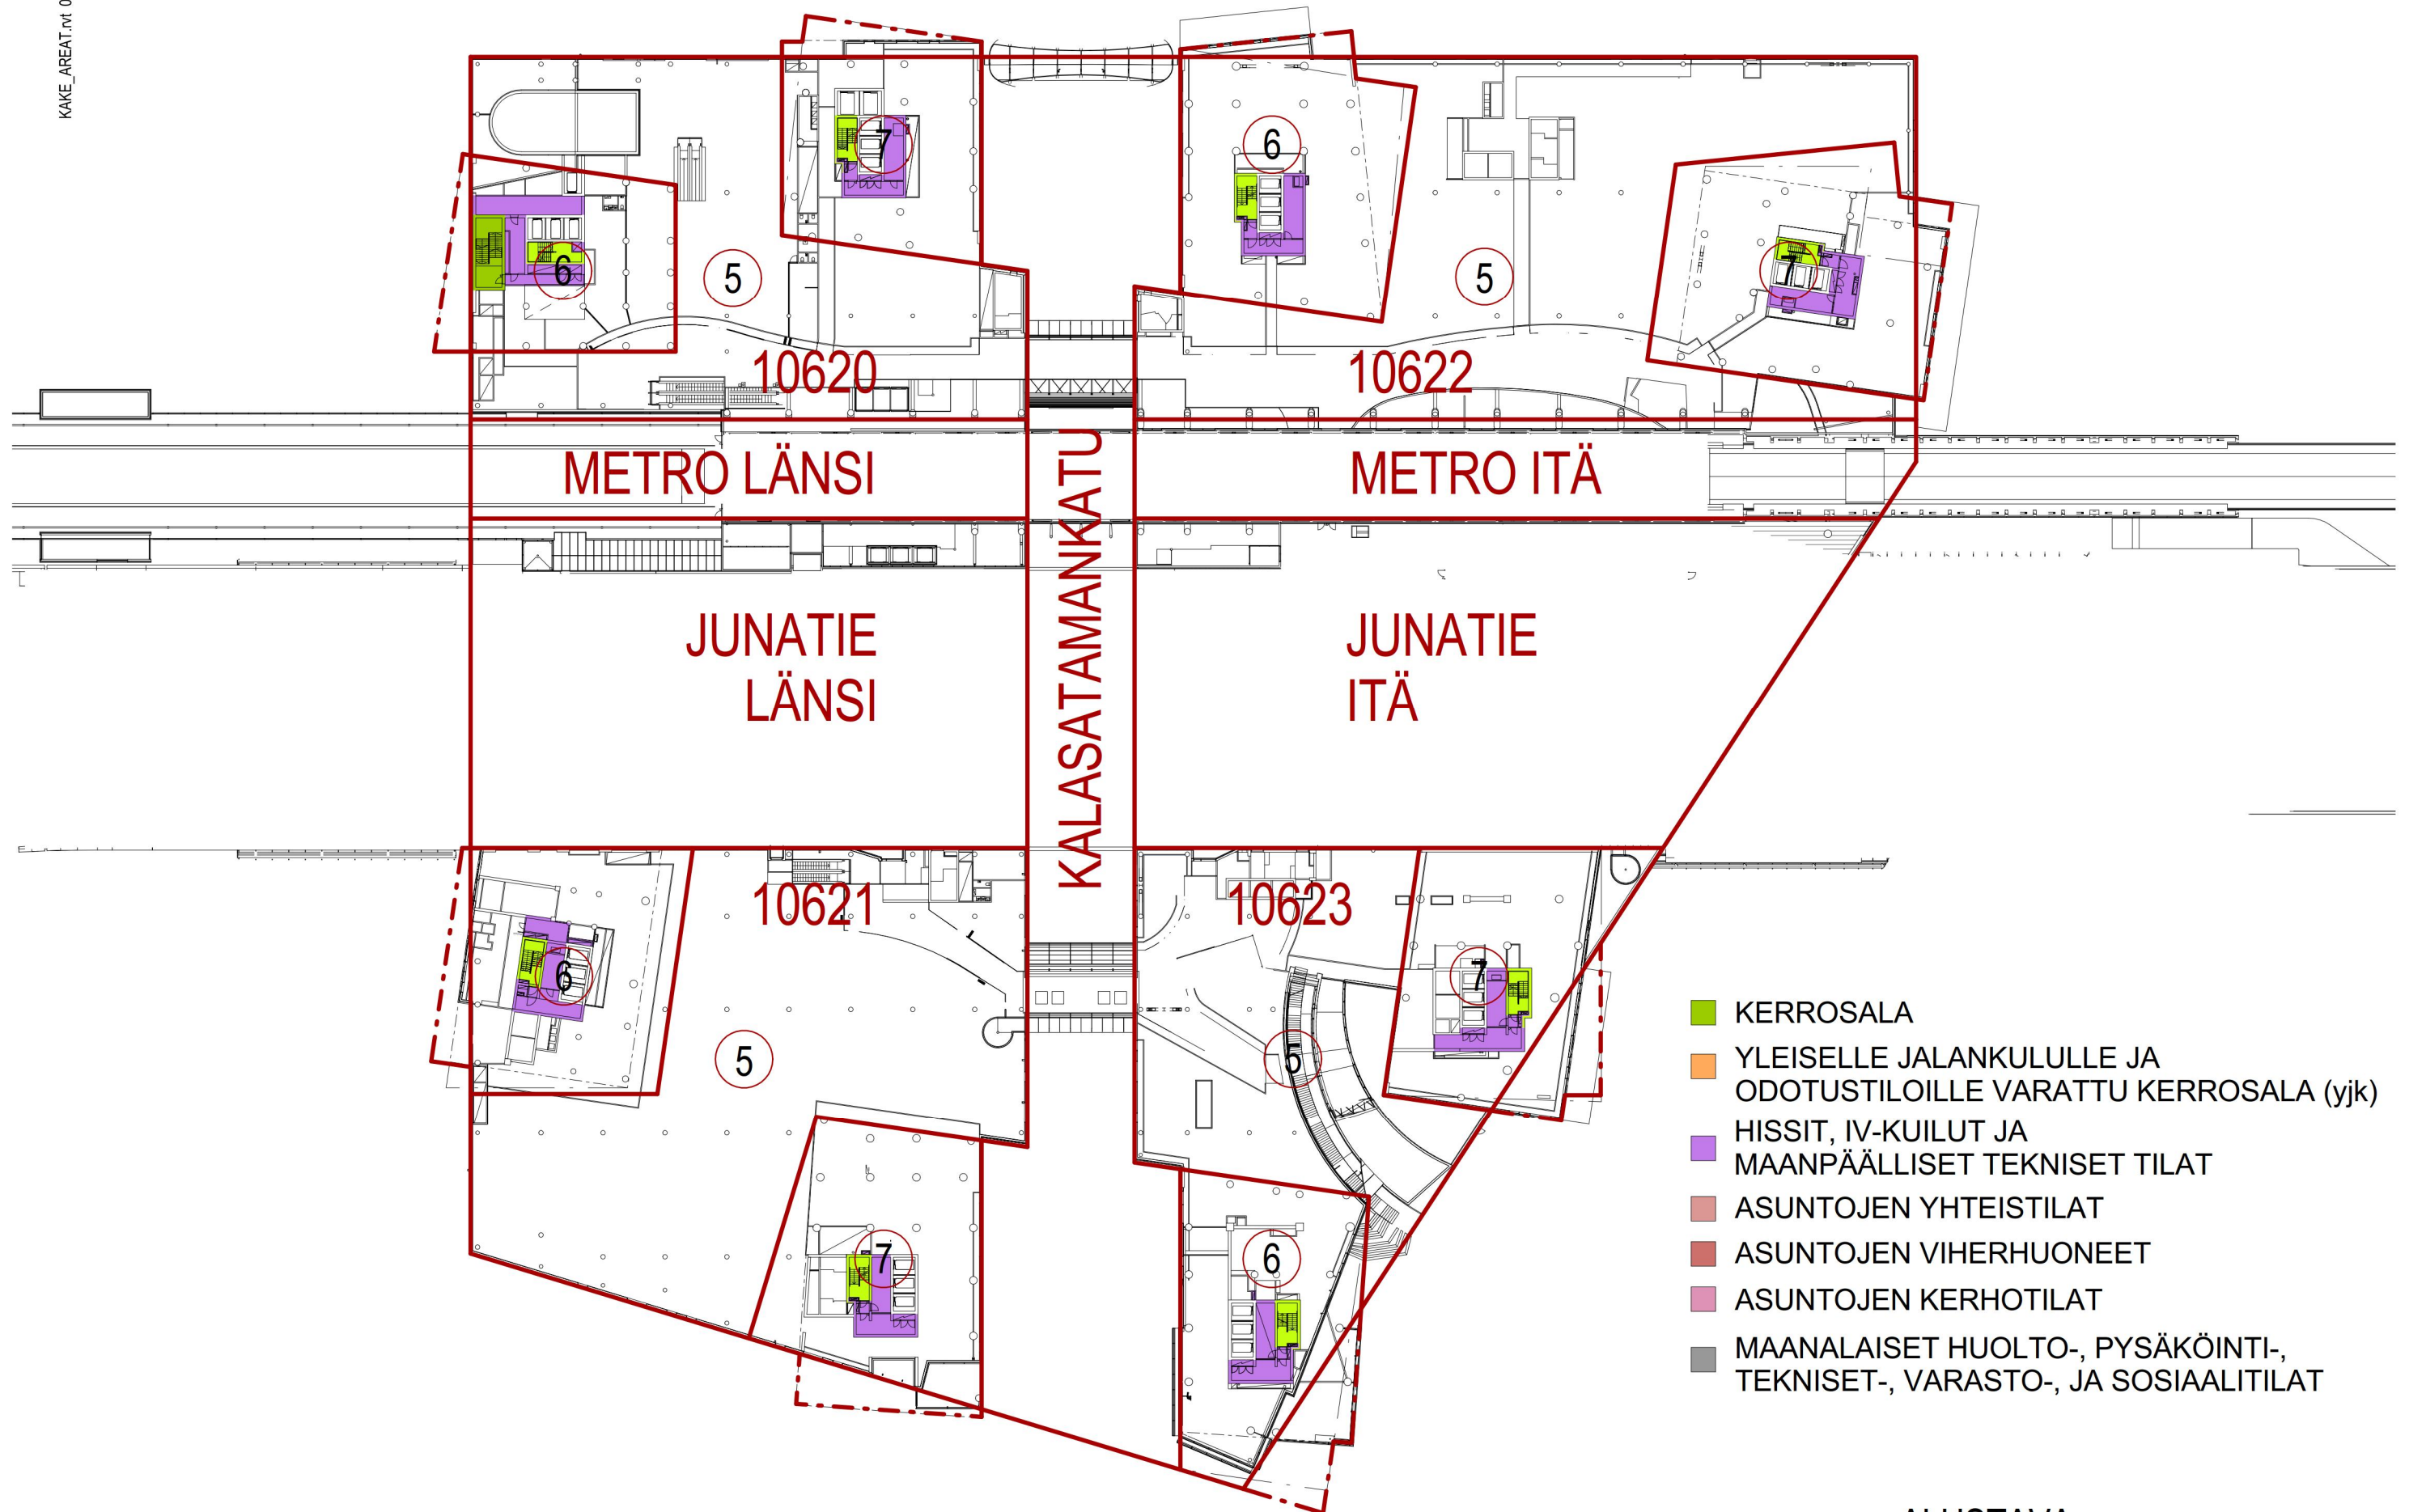 KAKE_AREAT.rvt 0
7
6
6
5
5
7
10620
10622
METRO LÄNSI
METRO ITÄ
KALASATAMANKATU
JUNATIE
LÄNSI
JUNATIE
ITÄ
10621
10623
6
7
5
5
7
6
KERROSALA
YLEISELLE JALANKULULLE JA
ODOTUSTILOILLE VARATTU KERROSALA (yjk)
HISSIT, IV-KUILUT JA
MAANPÄÄLLISET TEKNISET TILAT
ASUNTOJEN YHTEISTILAT
ASUNTOJEN VIHERHUONEET
ASUNTOJEN KERHOTILAT
MAANALAISET HUOLTO-, PYSÄKÖINTI-,
TEKNISET-, VARASTO-, JA SOSIAALITILAT